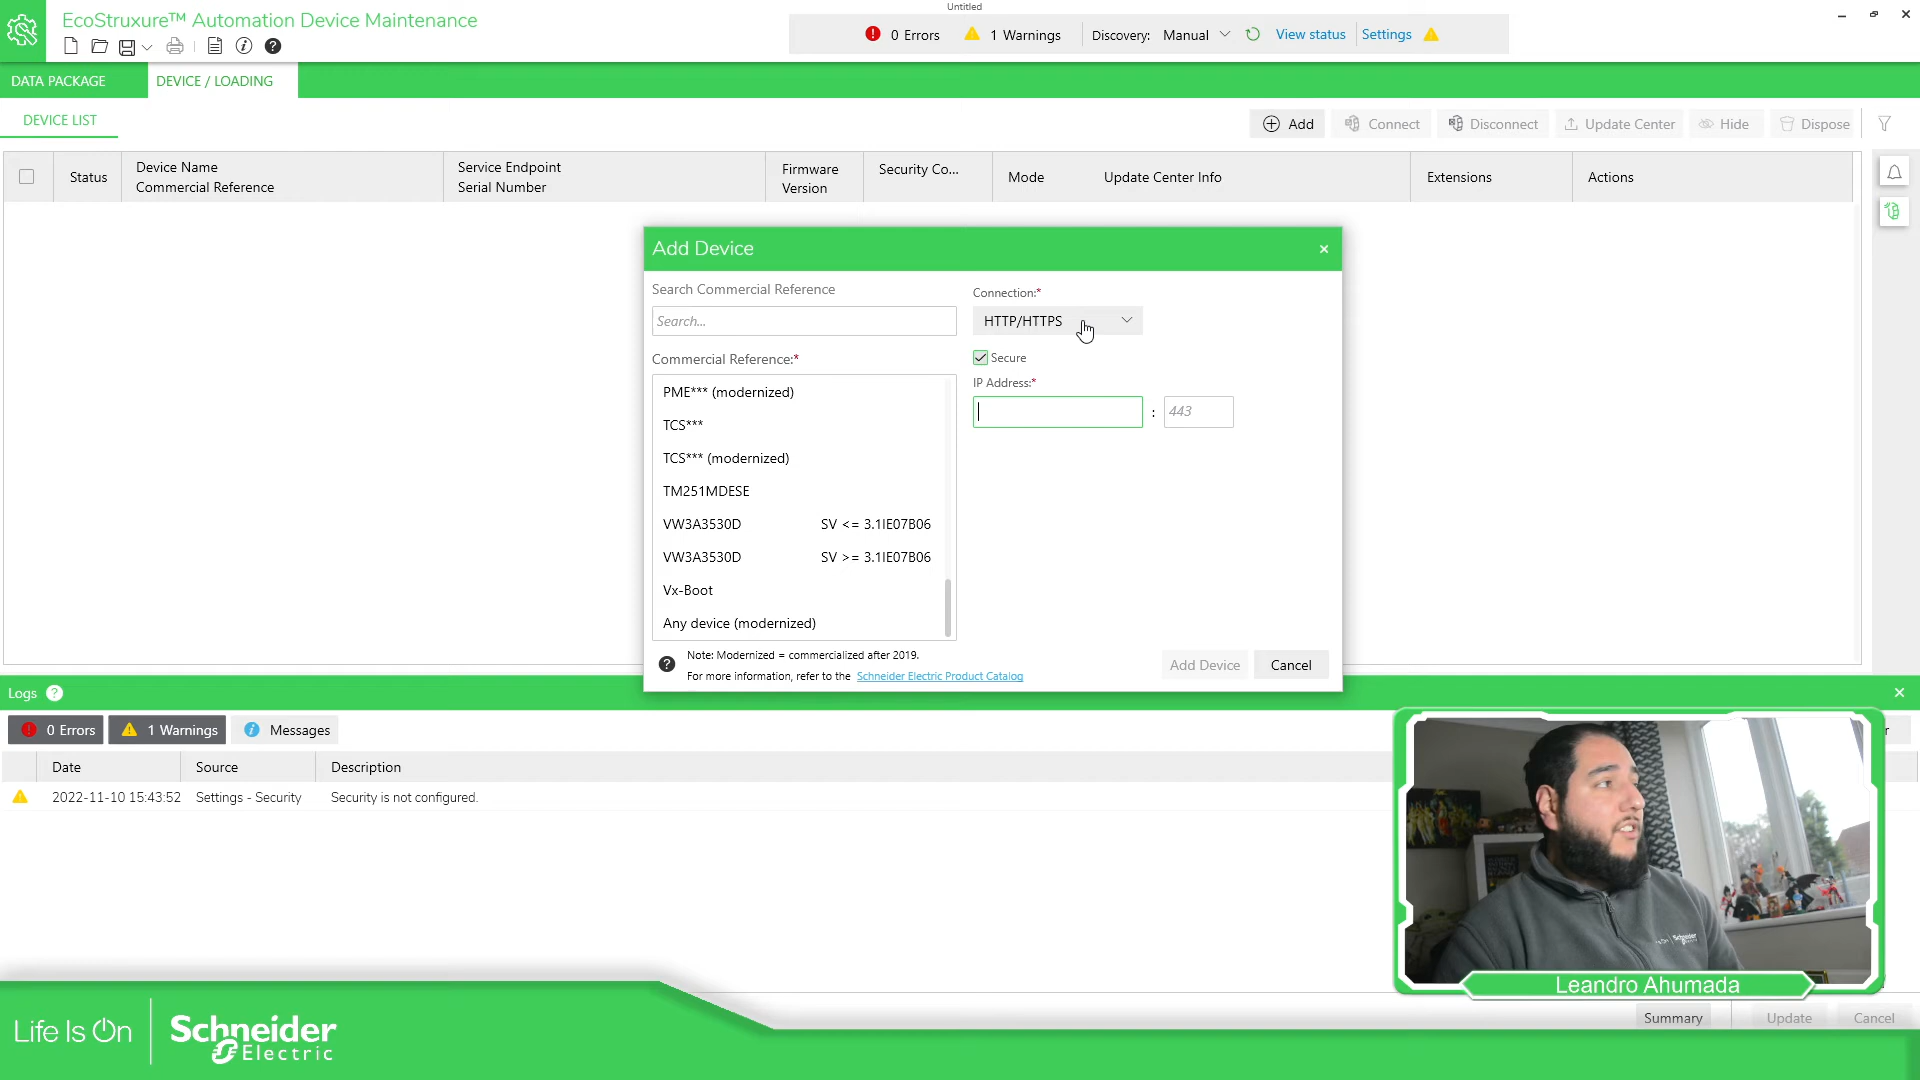 Untitled
EcoStruxure™ Automation Device Maintenance
0 Errors
1 Warnings
Discovery: Manual
View status
Settings
DATA PACKAGE
DEVICE / LOADING
DEVICE LIST
Add
Connect
Disconnect
Update Center
Hide
Dispose
Status
Device Name
Commercial Reference
Service Endpoint
Serial Number
Firmware
Version
Security Co...
Mode
Update Center Info
Extensions
Actions
Add Device
Search Commercial Reference
Search...
Commercial Reference:*
PME*** (modernized)
TCS***
TCS*** (modernized)
TM251MDESE
VW3A3530D SV <= 3.1IE07B06
VW3A3530D SV >= 3.1IE07B06
Vx-Boot
Any device (modernized)
Connection:*
HTTP/HTTPS
Secure
IP Address:*
: 443
Note: Modernized = commercialized after 2019.
For more information, refer to the Schneider Electric Product Catalog
Add Device
Cancel
Logs
0 Errors
1 Warnings
Messages
Date
Source
Description
2022-11-10 15:43:52 Settings - Security Security is not configured.
Schneider
Electric
Leandro Ahumada
Life Is On
Schneider
Electric
Summary
Update
Cancel